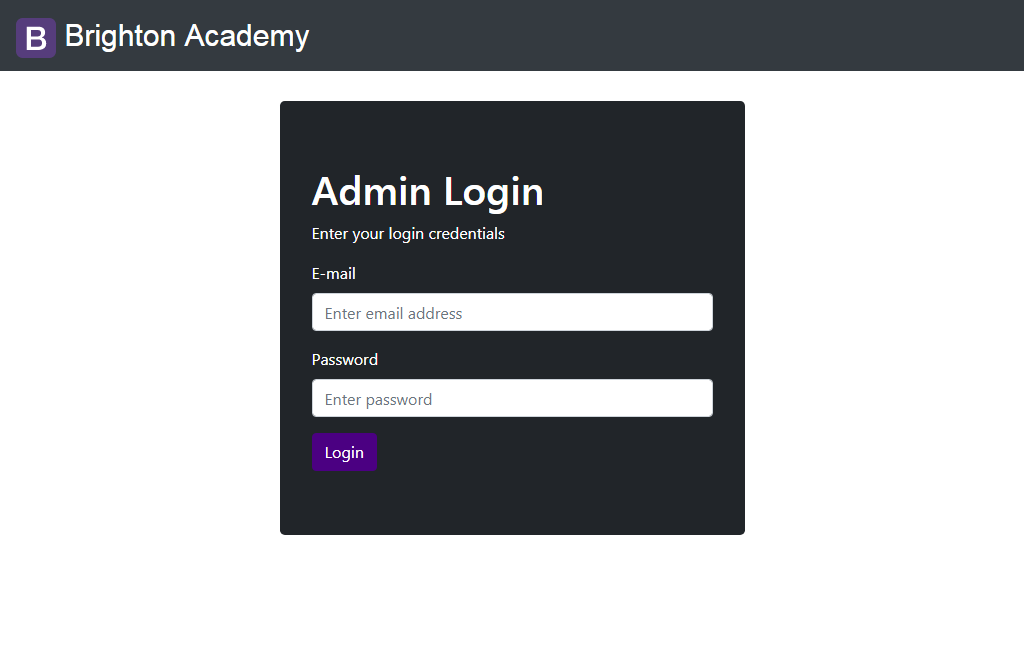 B Brighton Academy
Admin Login
Enter your login credentials
E-mail
Enter email address
Password
Enter password
Login